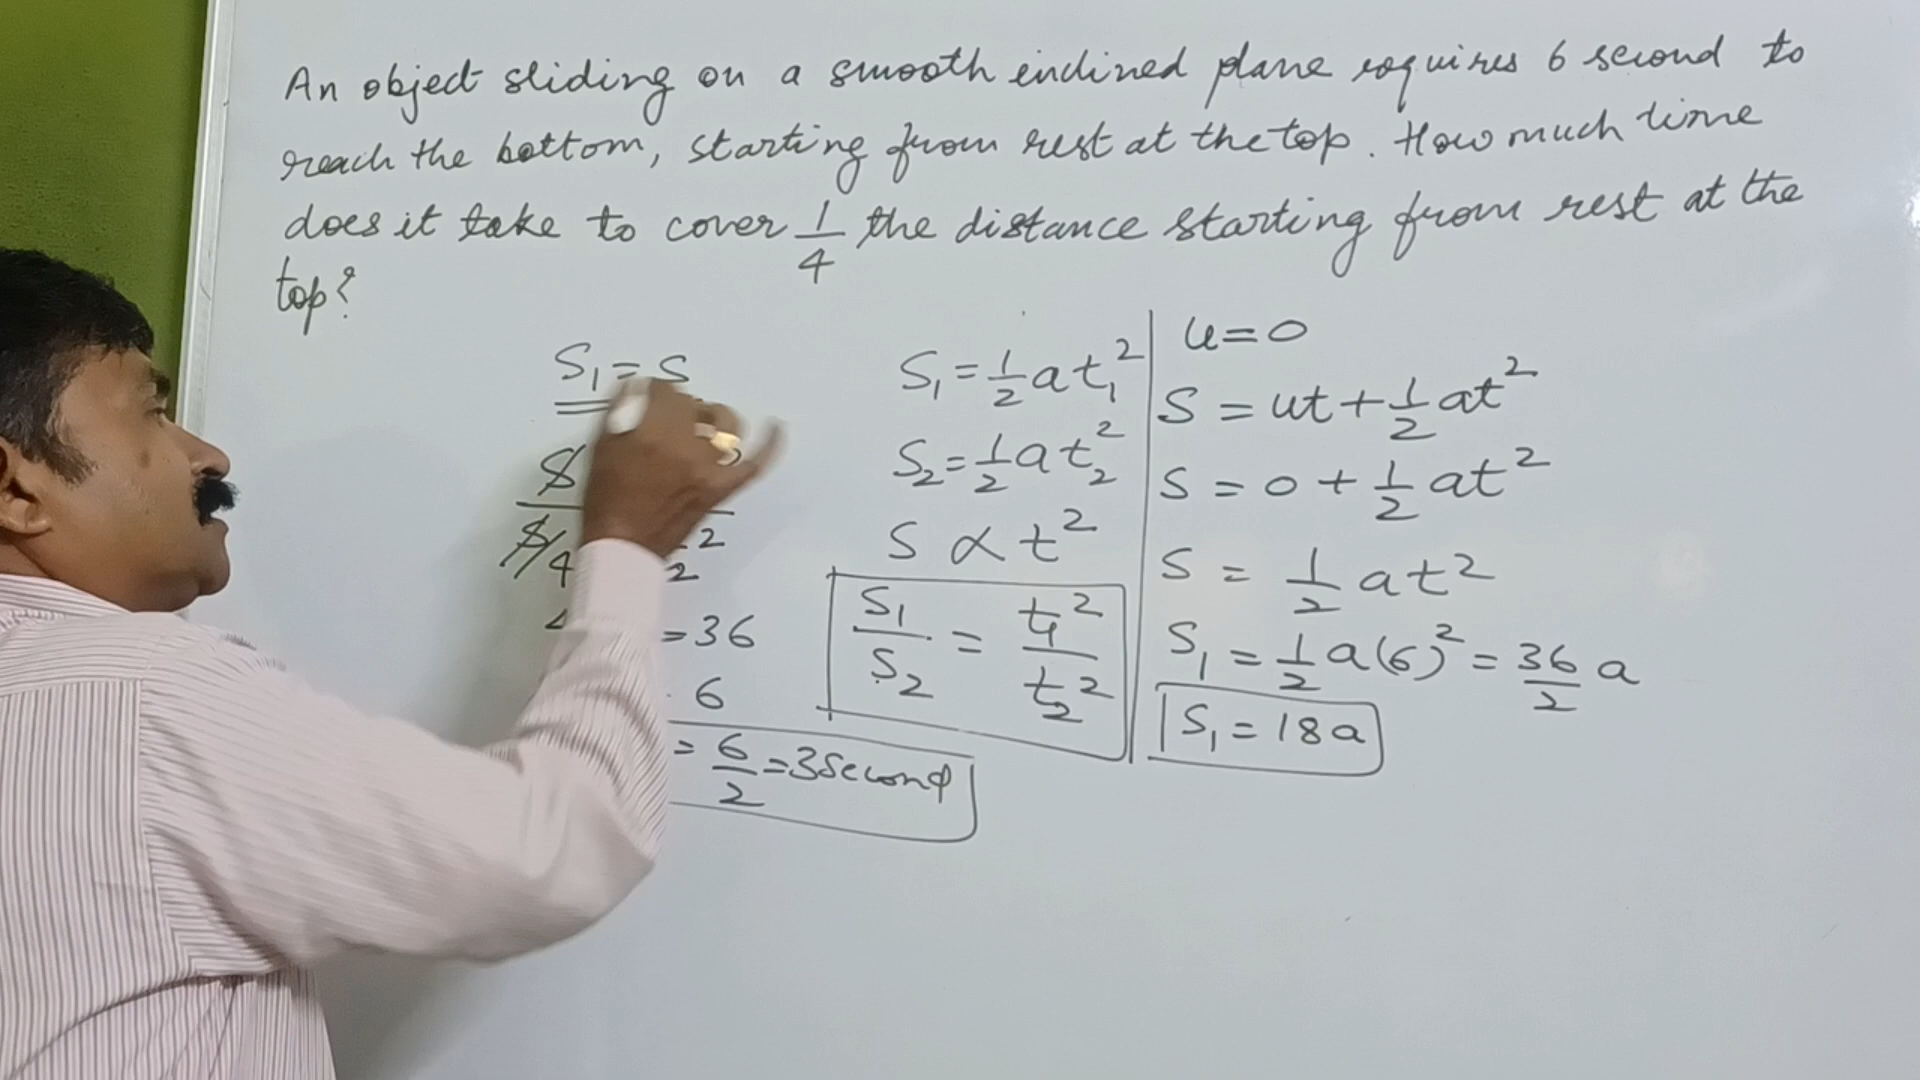 An object sliding on a smooth inclined plane requires 6 second to
reach the bottom, starting from rest at the top. How much time
does it take to cover 1/4 the distance starting from rest at the
top?
S₁ = S
S
S/4
2
2
= 36
6
= 6/2 = 3 second
S₁ = 1/2 a t₁²
S₂ = 1/2 a t₂²
S ∝ t²
S₁/S₂ = t₁²/t₂²
u = 0
S = ut + 1/2 at²
S = 0 + 1/2 at²
S = 1/2 at²
S₁ = 1/2 a(6)² = 36/2 a
S₁ = 18a